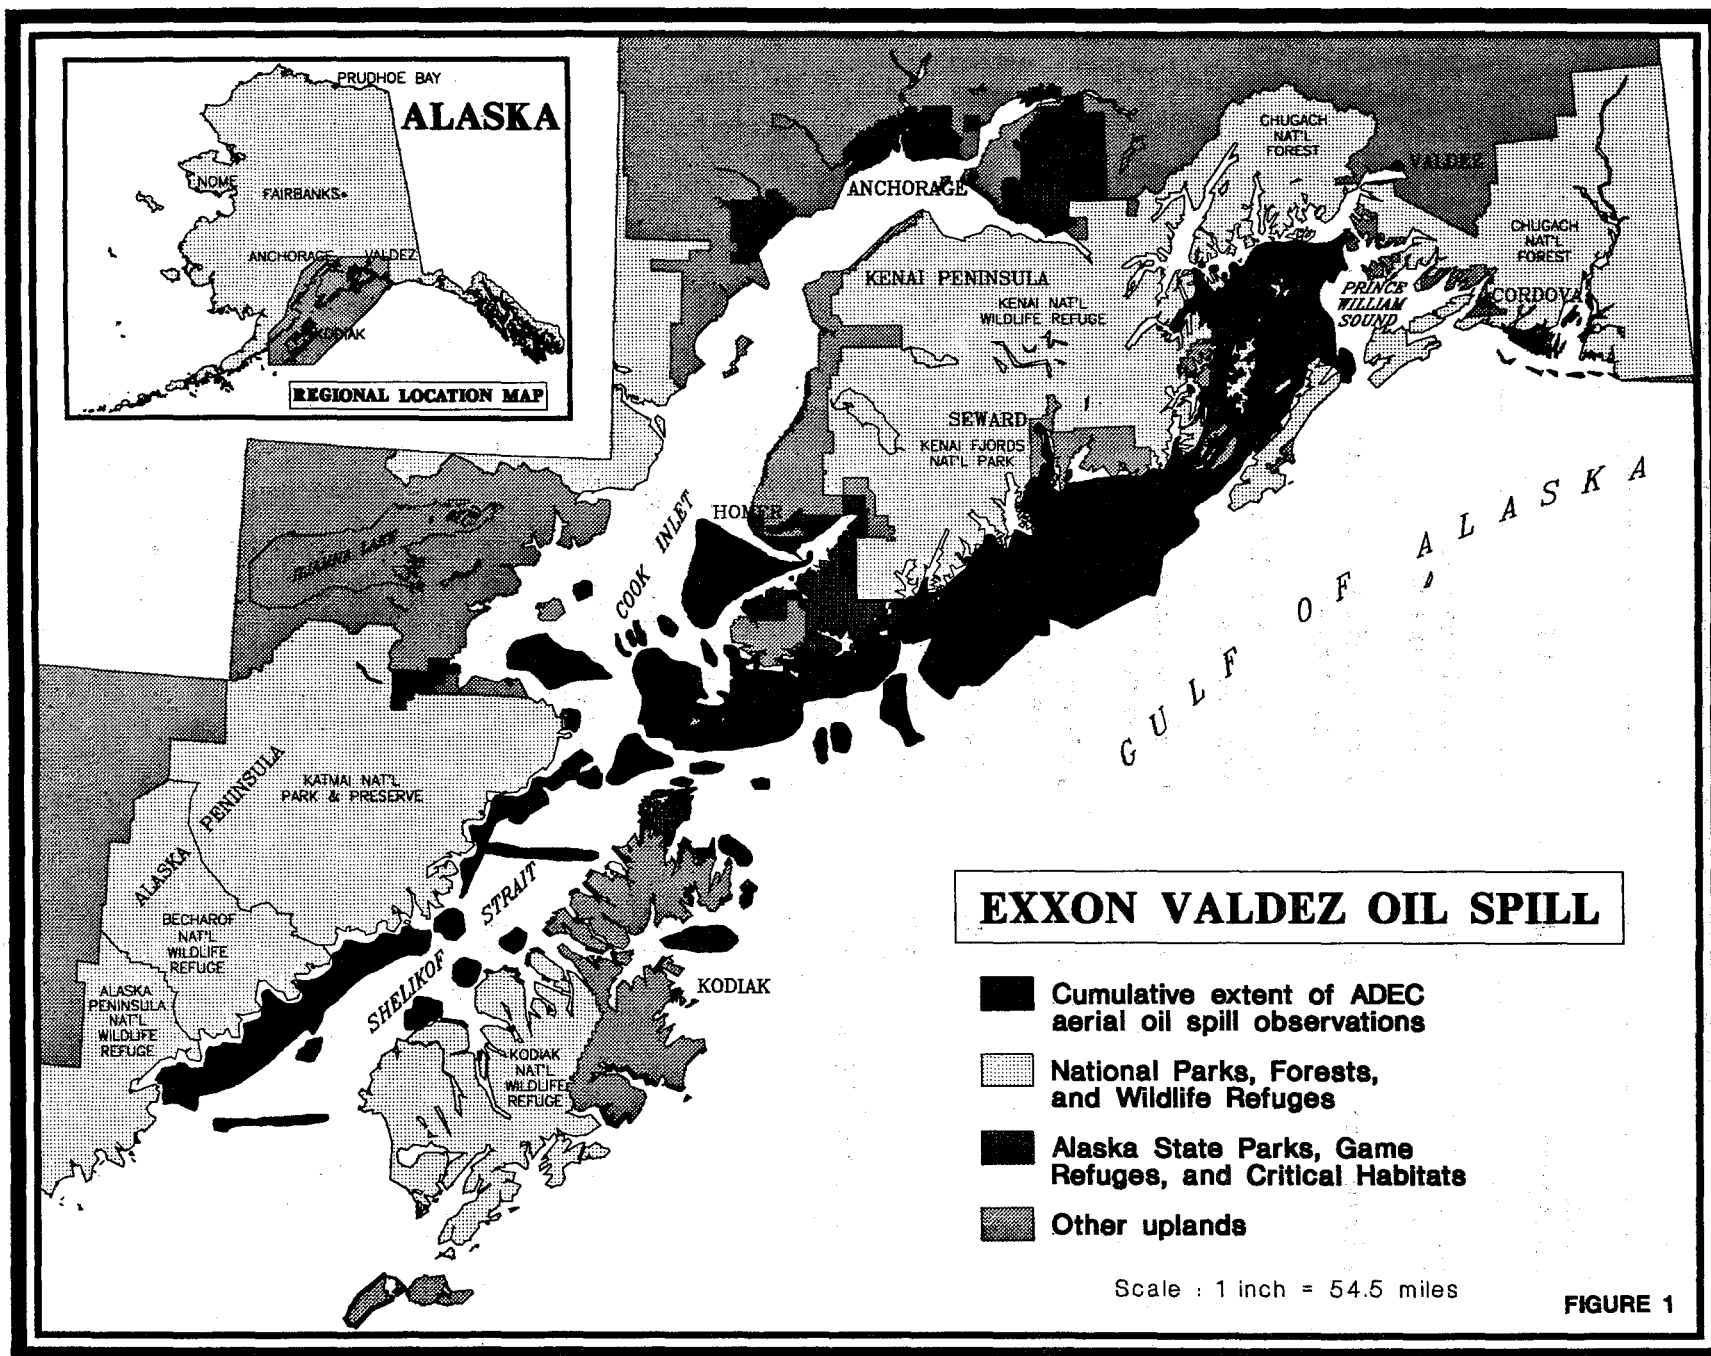 PRUDHOE BAY
ALASKA
NOME
FAIRBANKS
ANCHORAGE
VALDEZ
KODIAK
REGIONAL LOCATION MAP
CHUGACH
NAT'L
FOREST
VALDEZ
ANCHORAGE
CHUGACH
NAT'L
FOREST
KENAI PENINSULA
KENAI NAT'L
WILDLIFE REFUGE
PRINCE
WILLIAM
SOUND
CORDOVA
SEWARD
KENAI FJORDS
NAT'L PARK
HOMER
COOK INLET
ILIAMNA LAKE
GULF OF ALASKA
KATMAI NAT'L
PARK & PRESERVE
ALASKA PENINSULA
BECHAROF
NAT'L
WILDLIFE
REFUGE
ALASKA
PENINSULA
NAT'L
WILDLIFE
REFUGE
SHELIKOF STRAIT
KODIAK
KODIAK
NAT'L
WILDLIFE
REFUGE
EXXON VALDEZ OIL SPILL
Cumulative extent of ADEC
aerial oil spill observations
National Parks, Forests,
and Wildlife Refuges
Alaska State Parks, Game
Refuges, and Critical Habitats
Other uplands
Scale : 1 inch = 54.5 miles
FIGURE 1